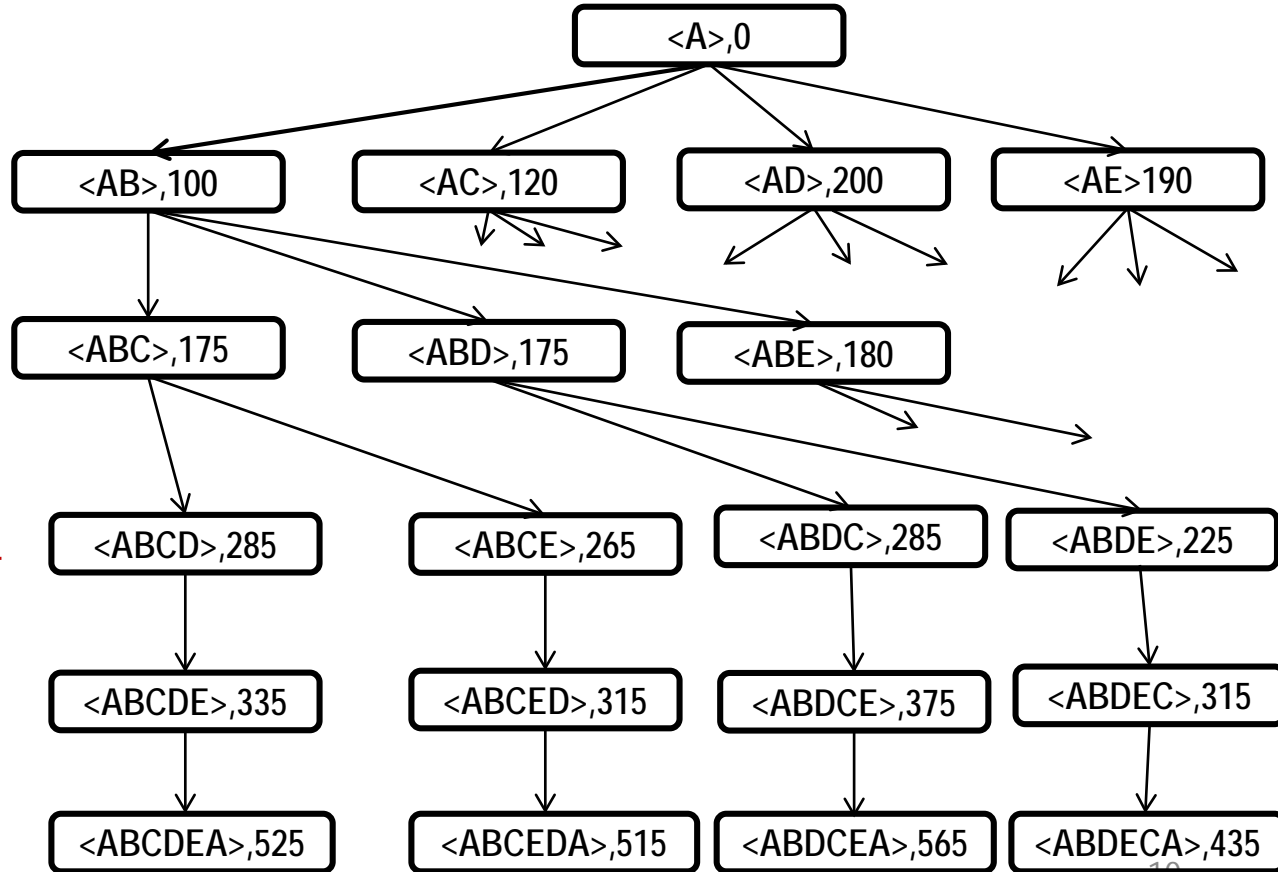 <A>,0
<AB>,100
<AC>,120
<AD>,200
<AE>190
<ABC>,175
<ABD>,175
<ABE>,180
<ABCD>,285
<ABCE>,265
<ABDC>,285
<ABDE>,225
<ABCDE>,335
<ABCED>,315
<ABDCE>,375
<ABDEC>,315
<ABCDEA>,525
<ABCEDA>,515
<ABDCEA>,565
<ABDECA>,435